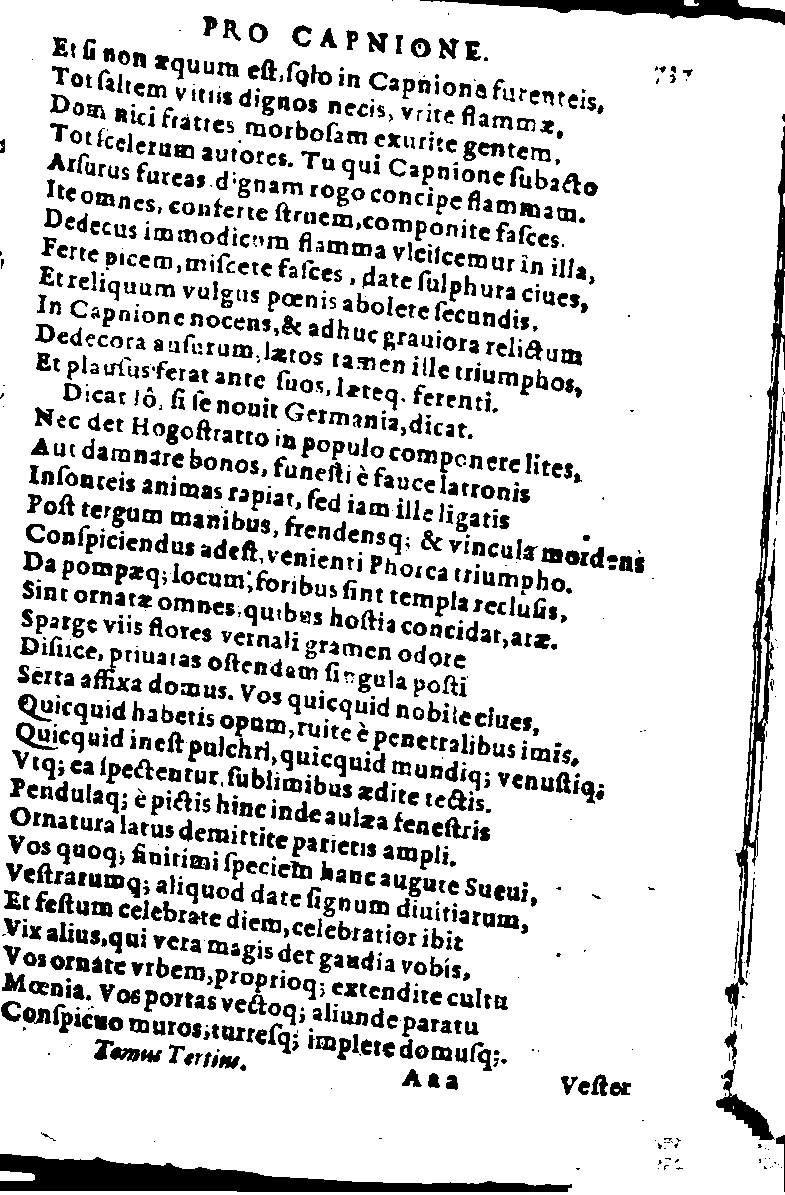 PRO CAPNIONE.
737
Et ſi non æquum eſt, ſolo in Capnione furenteis,
Tot ſaltem vitiis dignos necis, vrite flammæ,
Dominici fratres morboſam exurite gentem,
Tot ſcelerum autores. Tu qui Capnione ſubacto
Arſurus fureas dignam rogo concipe flammam.
Ite omnes, conferte ſtruem, componite faſces.
Dedecus immodicum flamma vlciſcemur in illa,
Ferte picem, miſcete faſces, date ſulphura ciues,
Et reliquum vulgus pœnis abolete ſecundis.
In Capnione nocens, & adhuc grauiora relictum
Dedecora auſurum, lætos tamen ille triumphos,
Et plauſus ferat ante ſuos, læteq. ferenti.
Dicat Iô, ſi ſe nouit Germania, dicat.
Nec det Hogoſtratto in populo componere lites,
Aut damnare bonos, funeſti è fauce latronis
Inſonteis animas rapiat, ſed iam ille ligatis
Poſt tergum manibus, frendensq; & vincula mordens
Conſpiciendus adeſt, venienti Phorca triumpho.
Da pompæq; locum, foribus ſint templa recluſis,
Sint ornatæ omnes, quibus hoſtia concidat, aræ.
Sparge viis flores vernali gramen odore
Diſiice, priuatas oſtendam ſingula poſti
Serta affixa domus. Vos quicquid nobile ciues,
Quicquid habetis opum, ruite è penetralibus imis,
Quicquid ineſt pulchri, quicquid mundiq; venuſtiq;
Vtq; ea ſpectentur, ſublimibus ædite tectis.
Pendulaq; è pictis hinc inde aulæa feneſtris
Ornatura latus demittite parietis ampli.
Vos quoq; finitimi ſpeciem hanc augute Sueui,
Veſtrarumq; aliquod date ſignum diuitiarum,
Et feſtum celebrate diem, celebratior ibit
Vix alius, qui vera magis det gaudia vobis,
Vos ornate vrbem, proprioq; extendite cultu
Mœnia. Vos portas vectoq; aliunde paratu
Conſpicuo muros, turreſq; implete domuſq;.
Tomus Tertius.
Aaa
Veſter